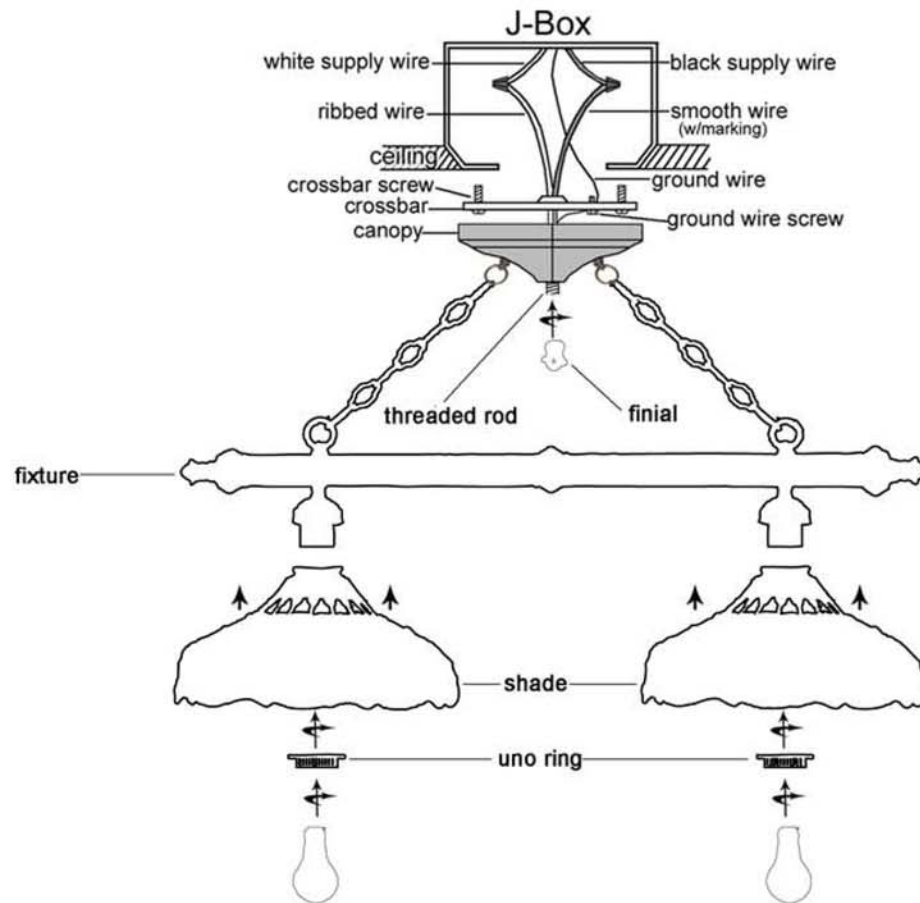 J-Box
white supply wire
black supply wire
ribbed wire
smooth wire
(w/marking)
ceiling
crossbar screw
ground wire
crossbar
ground wire screw
canopy
threaded rod
finial
fixture
shade
uno ring